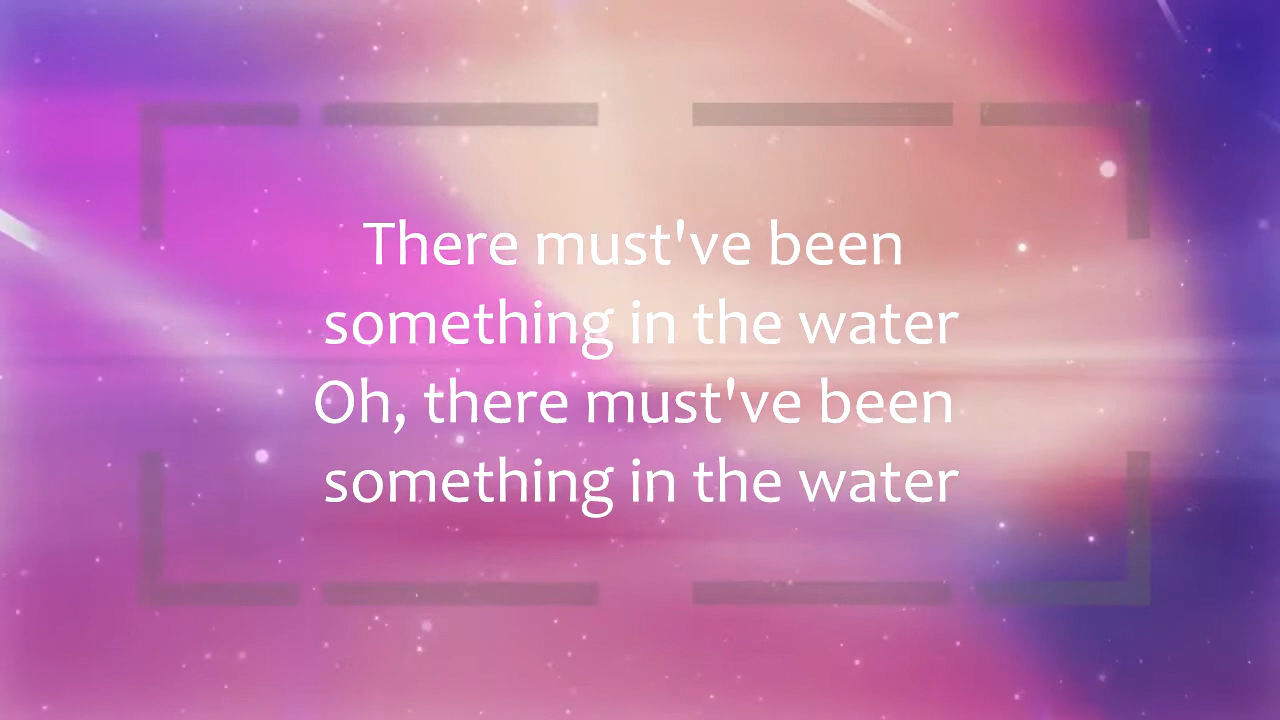 There must've been
something in the water
Oh, there must've been
something in the water